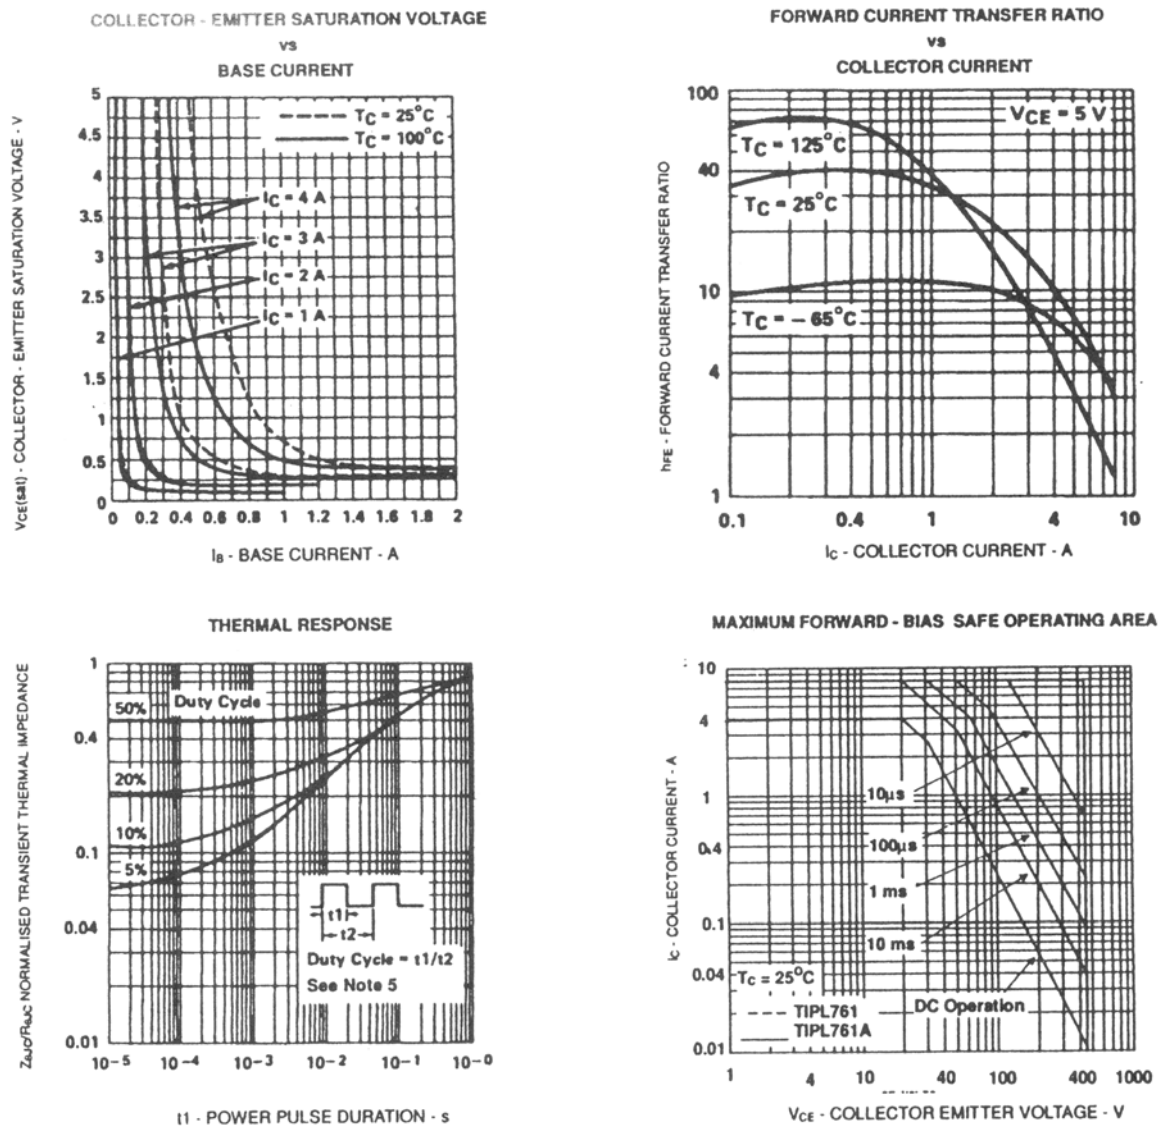 COLLECTOR - EMITTER SATURATION VOLTAGE
vs
BASE CURRENT
VCE(sat) - COLLECTOR - EMITTER SATURATION VOLTAGE - V
5
4.5
4
3.5
3
2.5
2
1.5
1
0.5
0
TC = 25°C
TC = 100°C
IC = 4 A
IC = 3 A
IC = 2 A
IC = 1 A
0 0.2 0.4 0.6 0.8 1 1.2 1.4 1.6 1.8 2
IB - BASE CURRENT - A
FORWARD CURRENT TRANSFER RATIO
vs
COLLECTOR CURRENT
hFE - FORWARD CURRENT TRANSFER RATIO
100
40
10
4
1
VCE = 5 V
TC = 125°C
TC = 25°C
TC = – 65°C
0.1 0.4 1 4 10
IC - COLLECTOR CURRENT - A
THERMAL RESPONSE
ZθJC/RθJC NORMALISED TRANSIENT THERMAL IMPEDANCE
1
0.4
0.1
0.04
0.01
50%
Duty Cycle
20%
10%
5%
t1
t2
Duty Cycle = t1/t2
See Note 5
10–5 10–4 10–3 10–2 10–1 10–0
t1 - POWER PULSE DURATION - s
MAXIMUM FORWARD - BIAS SAFE OPERATING AREA
IC - COLLECTOR CURRENT - A
10
4
1
0.4
0.1
0.04
0.01
10µs
100µs
1 ms
10 ms
DC Operation
TC = 25°C
TIPL761
TIPL761A
1 4 10 40 100 400 1000
VCE - COLLECTOR EMITTER VOLTAGE - V